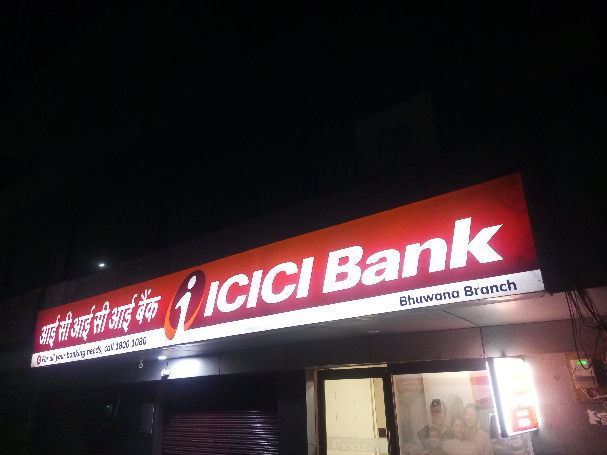 आई सी आई सी आई बैंक
ICICI Bank
For all your banking needs, call 1800 1080
Bhuwana Branch